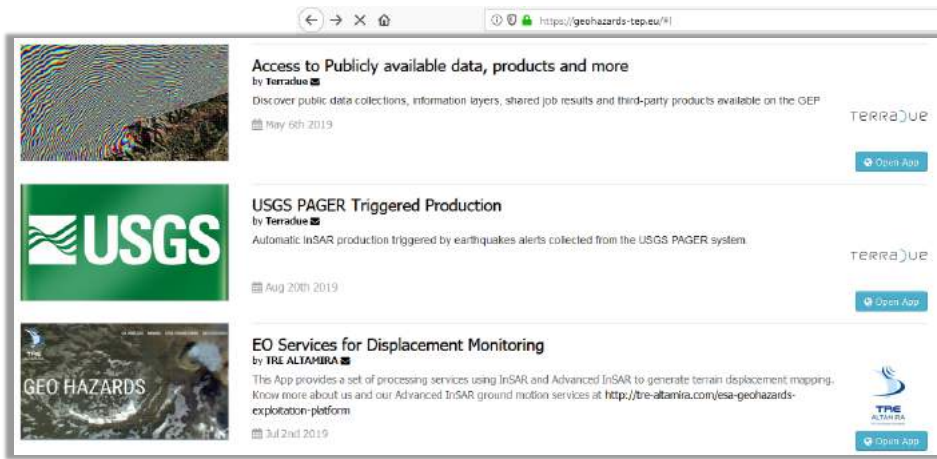 https://geohazards-tep.eu/#!
Access to Publicly available data, products and more
by Terradue
Discover public data collections, information layers, shared job results and third-party products available on the GEP
May 6th 2019
TERRADUE
Open App
USGS
USGS PAGER Triggered Production
by Terradue
Automatic InSAR production triggered by earthquakes alerts collected from the USGS PAGER system.
Aug 20th 2019
TERRADUE
Open App
TRE
GEO HAZARDS
EO Services for Displacement Monitoring
by TRE ALTAMIRA
This App provides a set of processing services using InSAR and Advanced InSAR to generate terrain displacement mapping.
Know more about us and our Advanced InSAR ground motion services at http://tre-altamira.com/esa-geohazards-
exploitation-platform
Jul 2nd 2019
TRE
ALTAMIRA
Open App